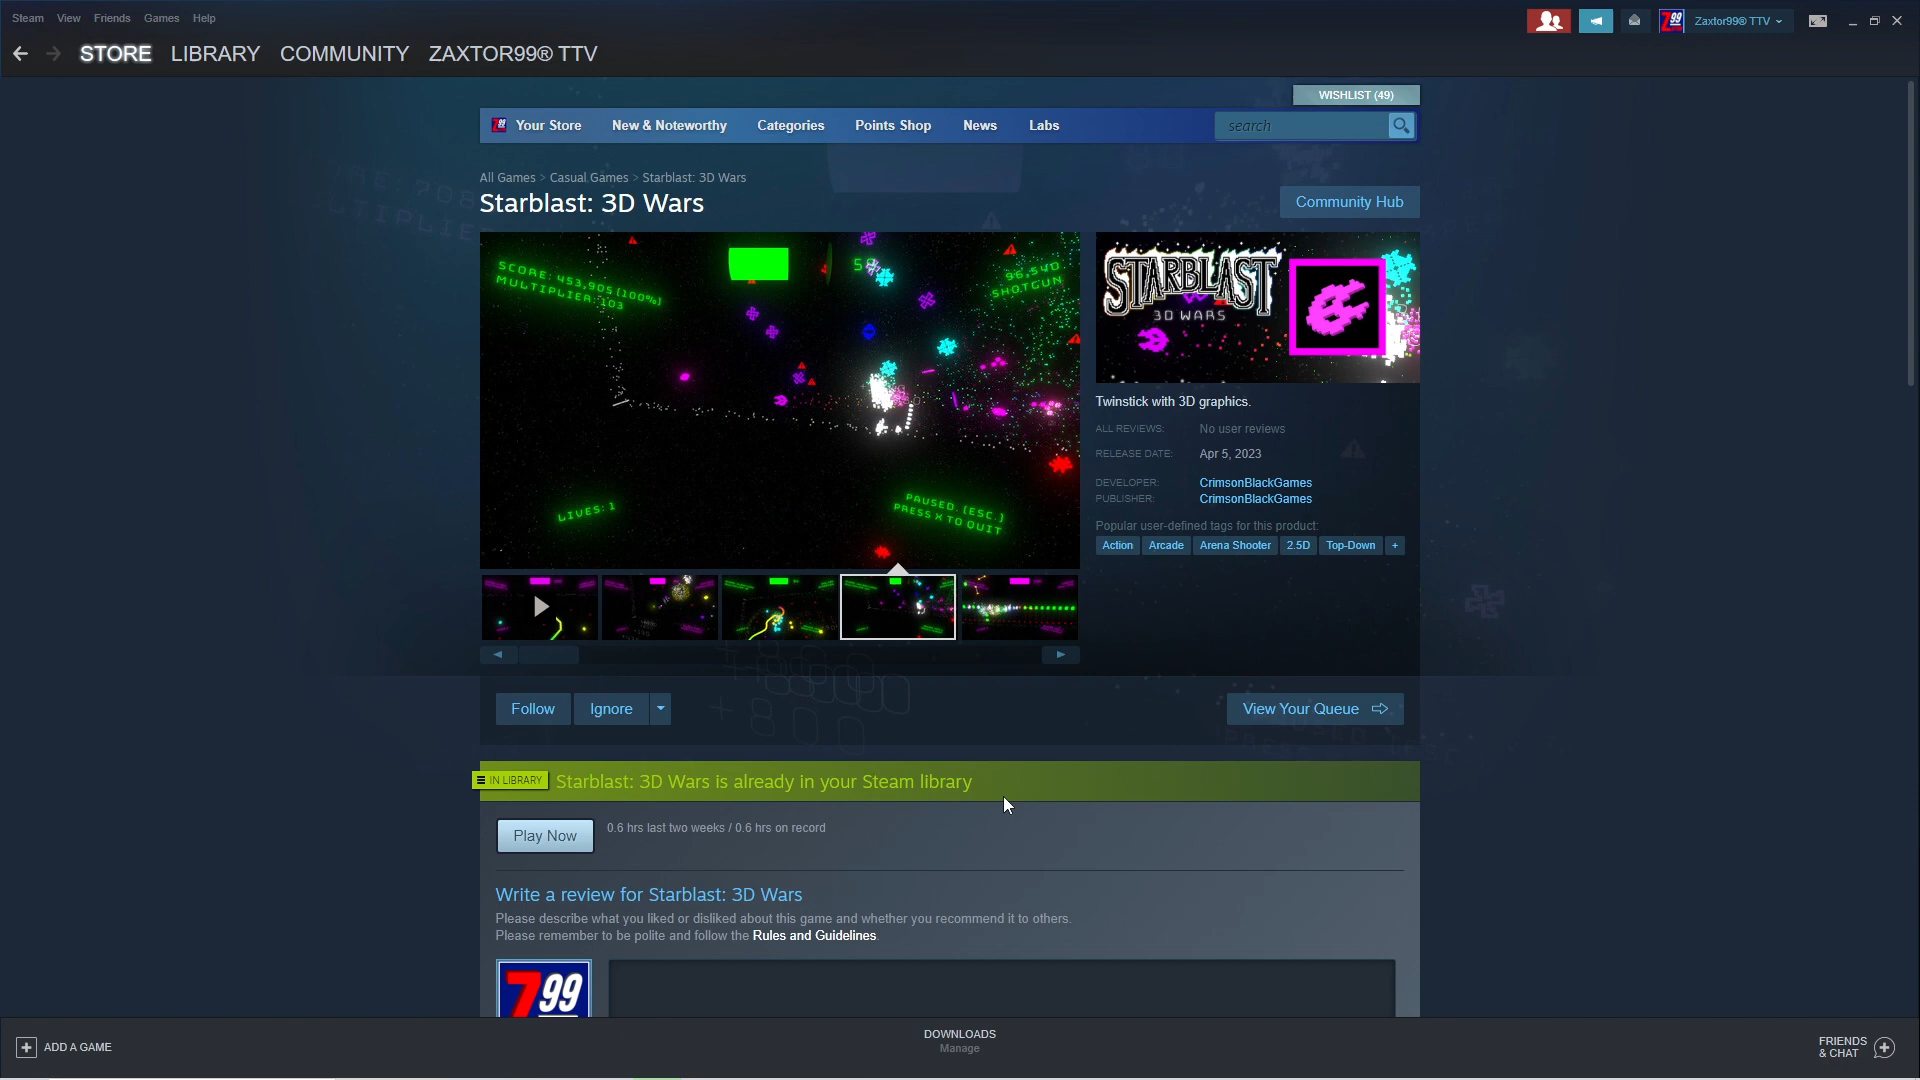 Steam View Friends Games Help
Zaxtor99® TTV
STORE LIBRARY COMMUNITY ZAXTOR99® TTV
WISHLIST (49)
Your Store New & Noteworthy Categories Points Shop News Labs search
All Games > Casual Games > Starblast: 3D Wars
Starblast: 3D Wars
Community Hub
SCORE: 453,905 (100%)
MULTIPLIER: 103
SHOTGUN
LIVES: 1
PAUSED. (ESC.)
PRESS X TO QUIT
STARBLAST
3D WARS
Twinstick with 3D graphics.
ALL REVIEWS: No user reviews
RELEASE DATE: Apr 5, 2023
DEVELOPER: CrimsonBlackGames
PUBLISHER: CrimsonBlackGames
Popular user-defined tags for this product:
Action Arcade Arena Shooter 2.5D Top-Down +
Follow Ignore View Your Queue
IN LIBRARY Starblast: 3D Wars is already in your Steam library
Play Now 0.6 hrs last two weeks / 0.6 hrs on record
Write a review for Starblast: 3D Wars
Please describe what you liked or disliked about this game and whether you recommend it to others.
Please remember to be polite and follow the Rules and Guidelines.
799
ADD A GAME
DOWNLOADS
Manage
FRIENDS
& CHAT